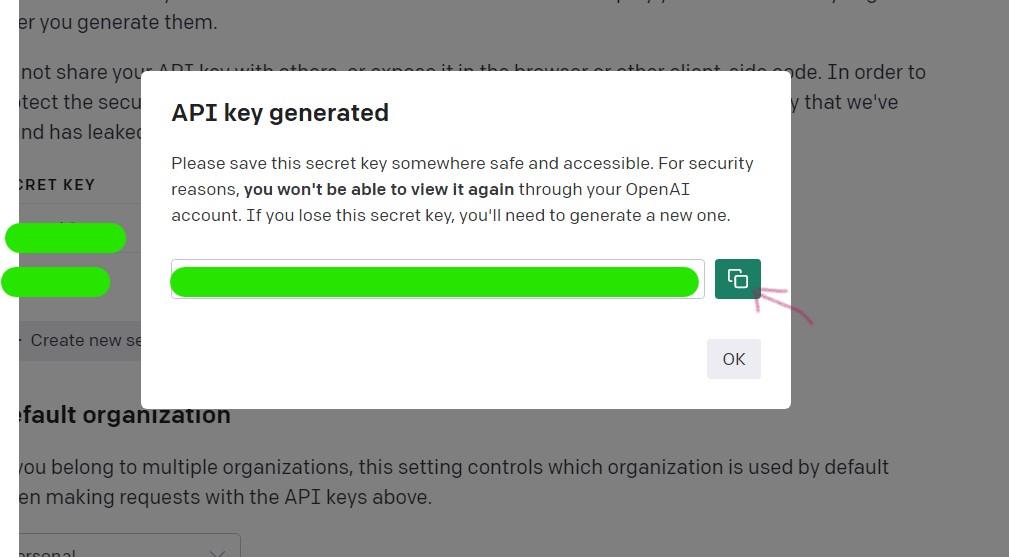 er you generate them.
not share your API key with others, or expose it in the browser or other client-side code. In order to
tect the secu
y that we've
nd has leaked
API key generated
Please save this secret key somewhere safe and accessible. For security
reasons, you won't be able to view it again through your OpenAI
account. If you lose this secret key, you'll need to generate a new one.
CRET KEY
OK
Create new se
efault organization
you belong to multiple organizations, this setting controls which organization is used by default
en making requests with the API keys above.
ersonal